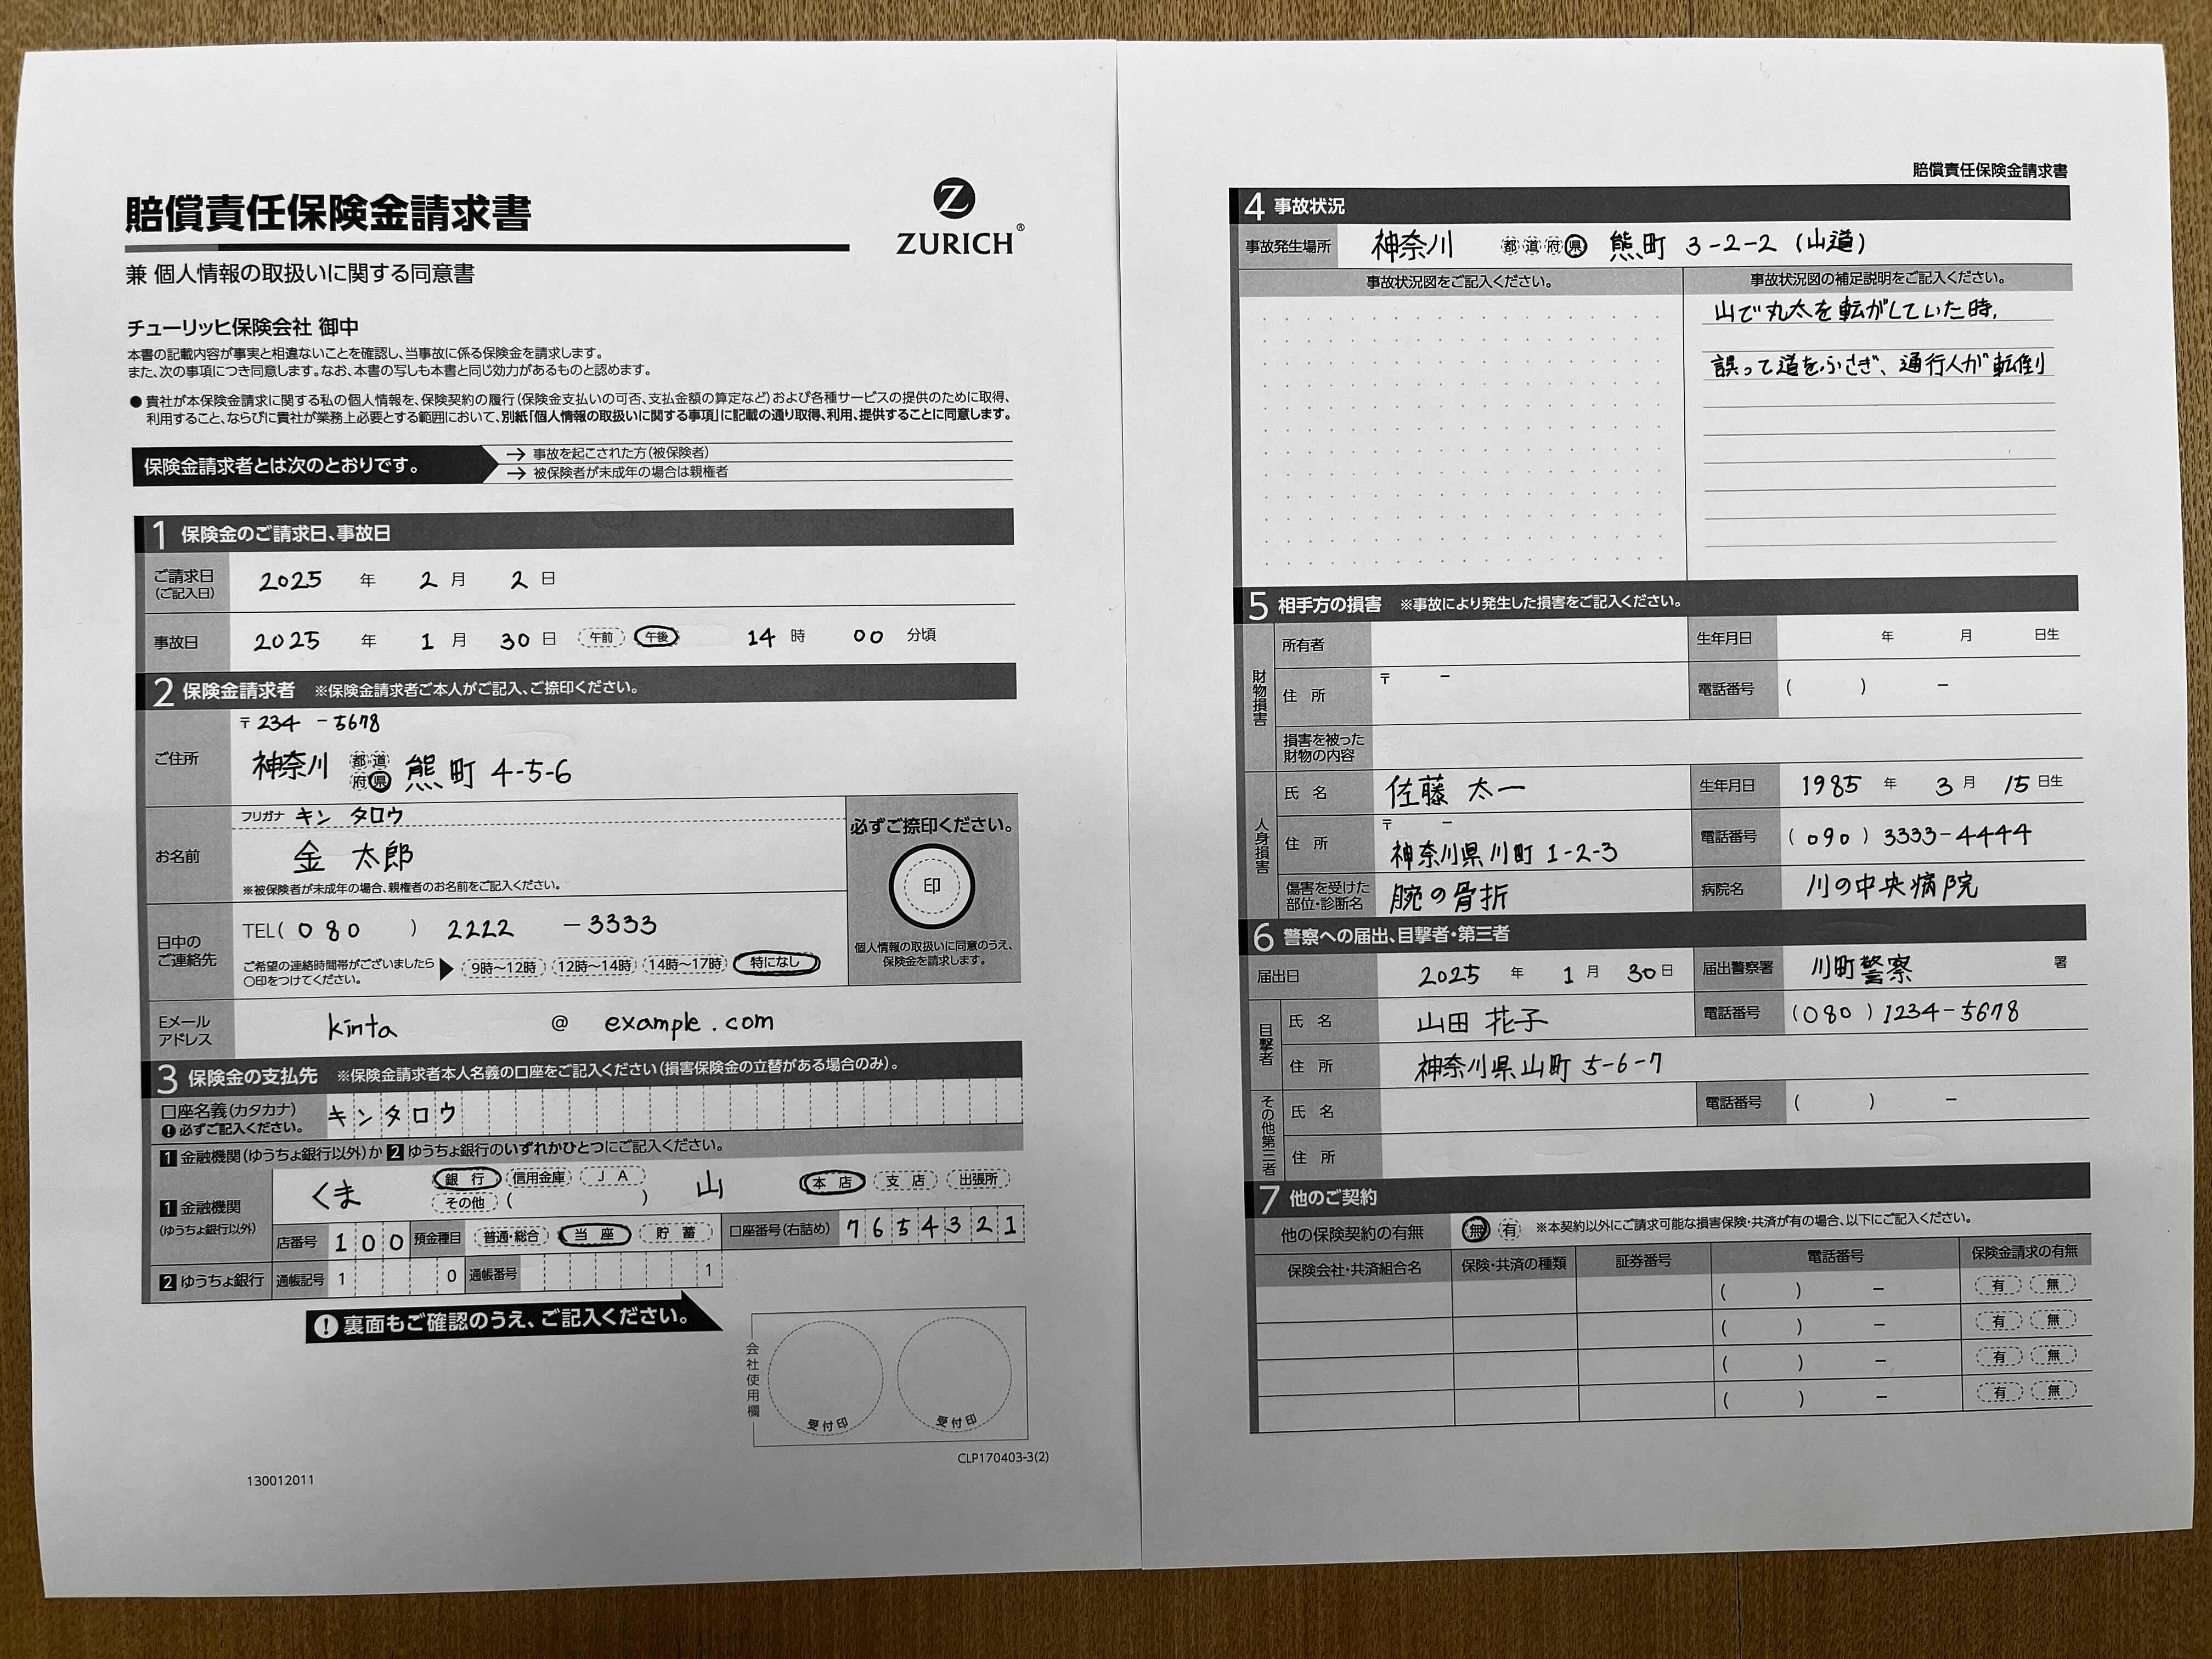 賠償責任保険金請求書
Z
ZURICH®
兼 個人情報の取扱いに関する同意書
チューリッヒ保険会社 御中
本書の記載内容が事実と相違ないことを確認し、当事故に係る保険金を請求します。
また、次の事項につき同意します。なお、本書の写しも本書と同じ効力があるものと認めます。
● 貴社が本保険金請求に関する私の個人情報を、保険契約の履行(保険金支払いの可否、支払金額の算定など)および各種サービスの提供のために取得、
利用すること、ならびに貴社が業務上必要とする範囲において、別紙「個人情報の取扱いに関する事項」に記載の通り取得、利用、提供することに同意します。
保険金請求者とは次のとおりです。
→ 事故を起こされた方(被保険者)
→ 被保険者が未成年の場合は親権者
1 保険金のご請求日、事故日
ご請求日 2025 年 2 月 2 日
(ご記入日)
事故日 2025 年 1 月 30 日 午前 午後 14 時 00 分頃
2 保険金請求者 ※保険金請求者ご本人がご記入、ご捺印ください。
〒 234 - 5678
ご住所 神奈川 都 道 府 県 熊町 4-5-6
フリガナ キン タロウ
お名前 金 太郎
※被保険者が未成年の場合、親権者のお名前をご記入ください。
必ずご捺印ください。
印
個人情報の取扱いに同意のうえ、
保険金を請求します。
日中の
ご連絡先
TEL( 080 ) 2222 - 3333
ご希望の連絡時間帯がございましたら
○印をつけてください。
9時~12時 12時~14時 14時~17時 特になし
Eメール
アドレス
kinta @ example.com
3 保険金の支払先 ※保険金請求者本人名義の口座をご記入ください(損害保険金の立替がある場合のみ)。
口座名義(カタカナ) キンタロウ
! 必ずご記入ください。
1 金融機関(ゆうちょ銀行以外)か 2 ゆうちょ銀行のいずれかひとつにご記入ください。
1 金融機関
(ゆうちょ銀行以外)
くま 銀 行 信用金庫 J A 山 本 店 支 店 出張所
その他 ( )
店番号 100 預金種目 普通・総合 当 座 貯 蓄 口座番号(右詰め) 7654321
2 ゆうちょ銀行 通帳記号 1 0 通帳番号 1
! 裏面もご確認のうえ、ご記入ください。
会社使用欄
受付印 受付印
CLP170403-3(2)
130012011
賠償責任保険金請求書
4 事故状況
事故発生場所 神奈川 都 道 府 県 熊町 3-2-2 (山道)
事故状況図をご記入ください。
事故状況図の補足説明をご記入ください。
山で丸太を転がしていた時、
誤って道をふさぎ、通行人が転倒
5 相手方の損害 ※事故により発生した損害をご記入ください。
財物損害
所有者 生年月日 年 月 日生
住 所 〒 - 電話番号 ( ) -
損害を被った
財物の内容
人身損害
氏 名 佐藤 太一 生年月日 1985 年 3 月 15 日生
〒 -
住 所 神奈川県川町 1-2-3 電話番号 (090) 3333-4444
傷害を受けた
部位・診断名
腕の骨折 病院名 川の中央病院
6 警察への届出、目撃者・第三者
届出日 2025 年 1 月 30 日 届出警察署 川町警察 署
目撃者
氏 名 山田 花子 電話番号 (080) 1234-5678
住 所 神奈川県山町 5-6-7
その他第三者
氏 名 電話番号 ( ) -
住 所
7 他のご契約
他の保険契約の有無 無 有 ※本契約以外にご請求可能な損害保険・共済が有の場合、以下にご記入ください。
保険会社・共済組合名 保険・共済の種類 証券番号 電話番号 保険金請求の有無
( ) - 有 無
( ) - 有 無
( ) - 有 無
( ) - 有 無